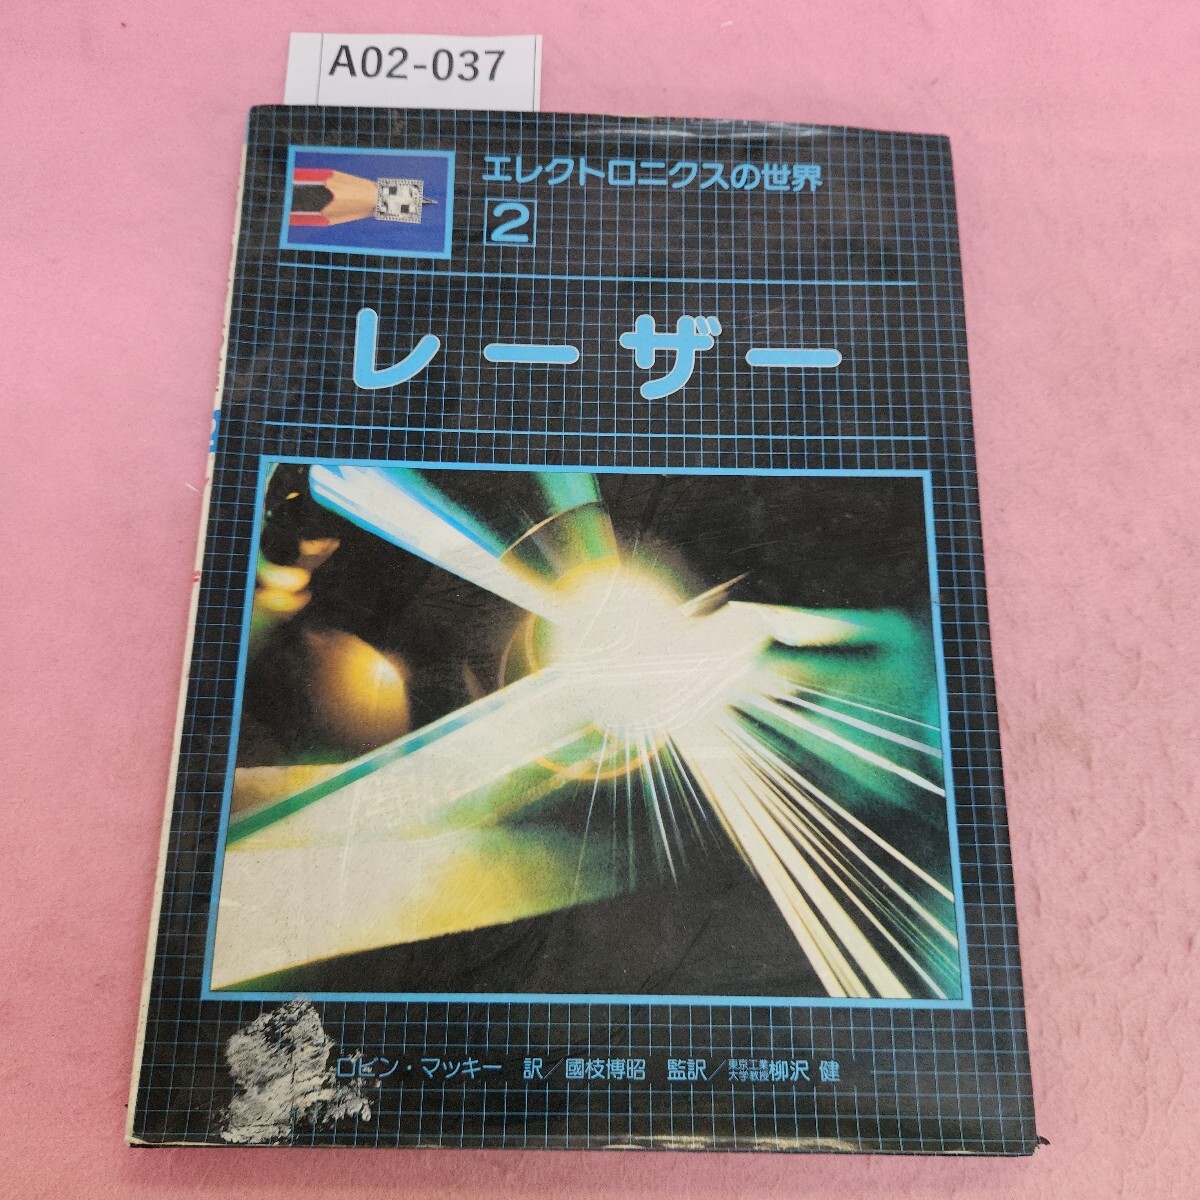 A02-037
エレクトロニクスの世界
2
レーザー
ロビン・マッキー 訳／國枝博昭 監訳／東京工業大学教授柳沢 健